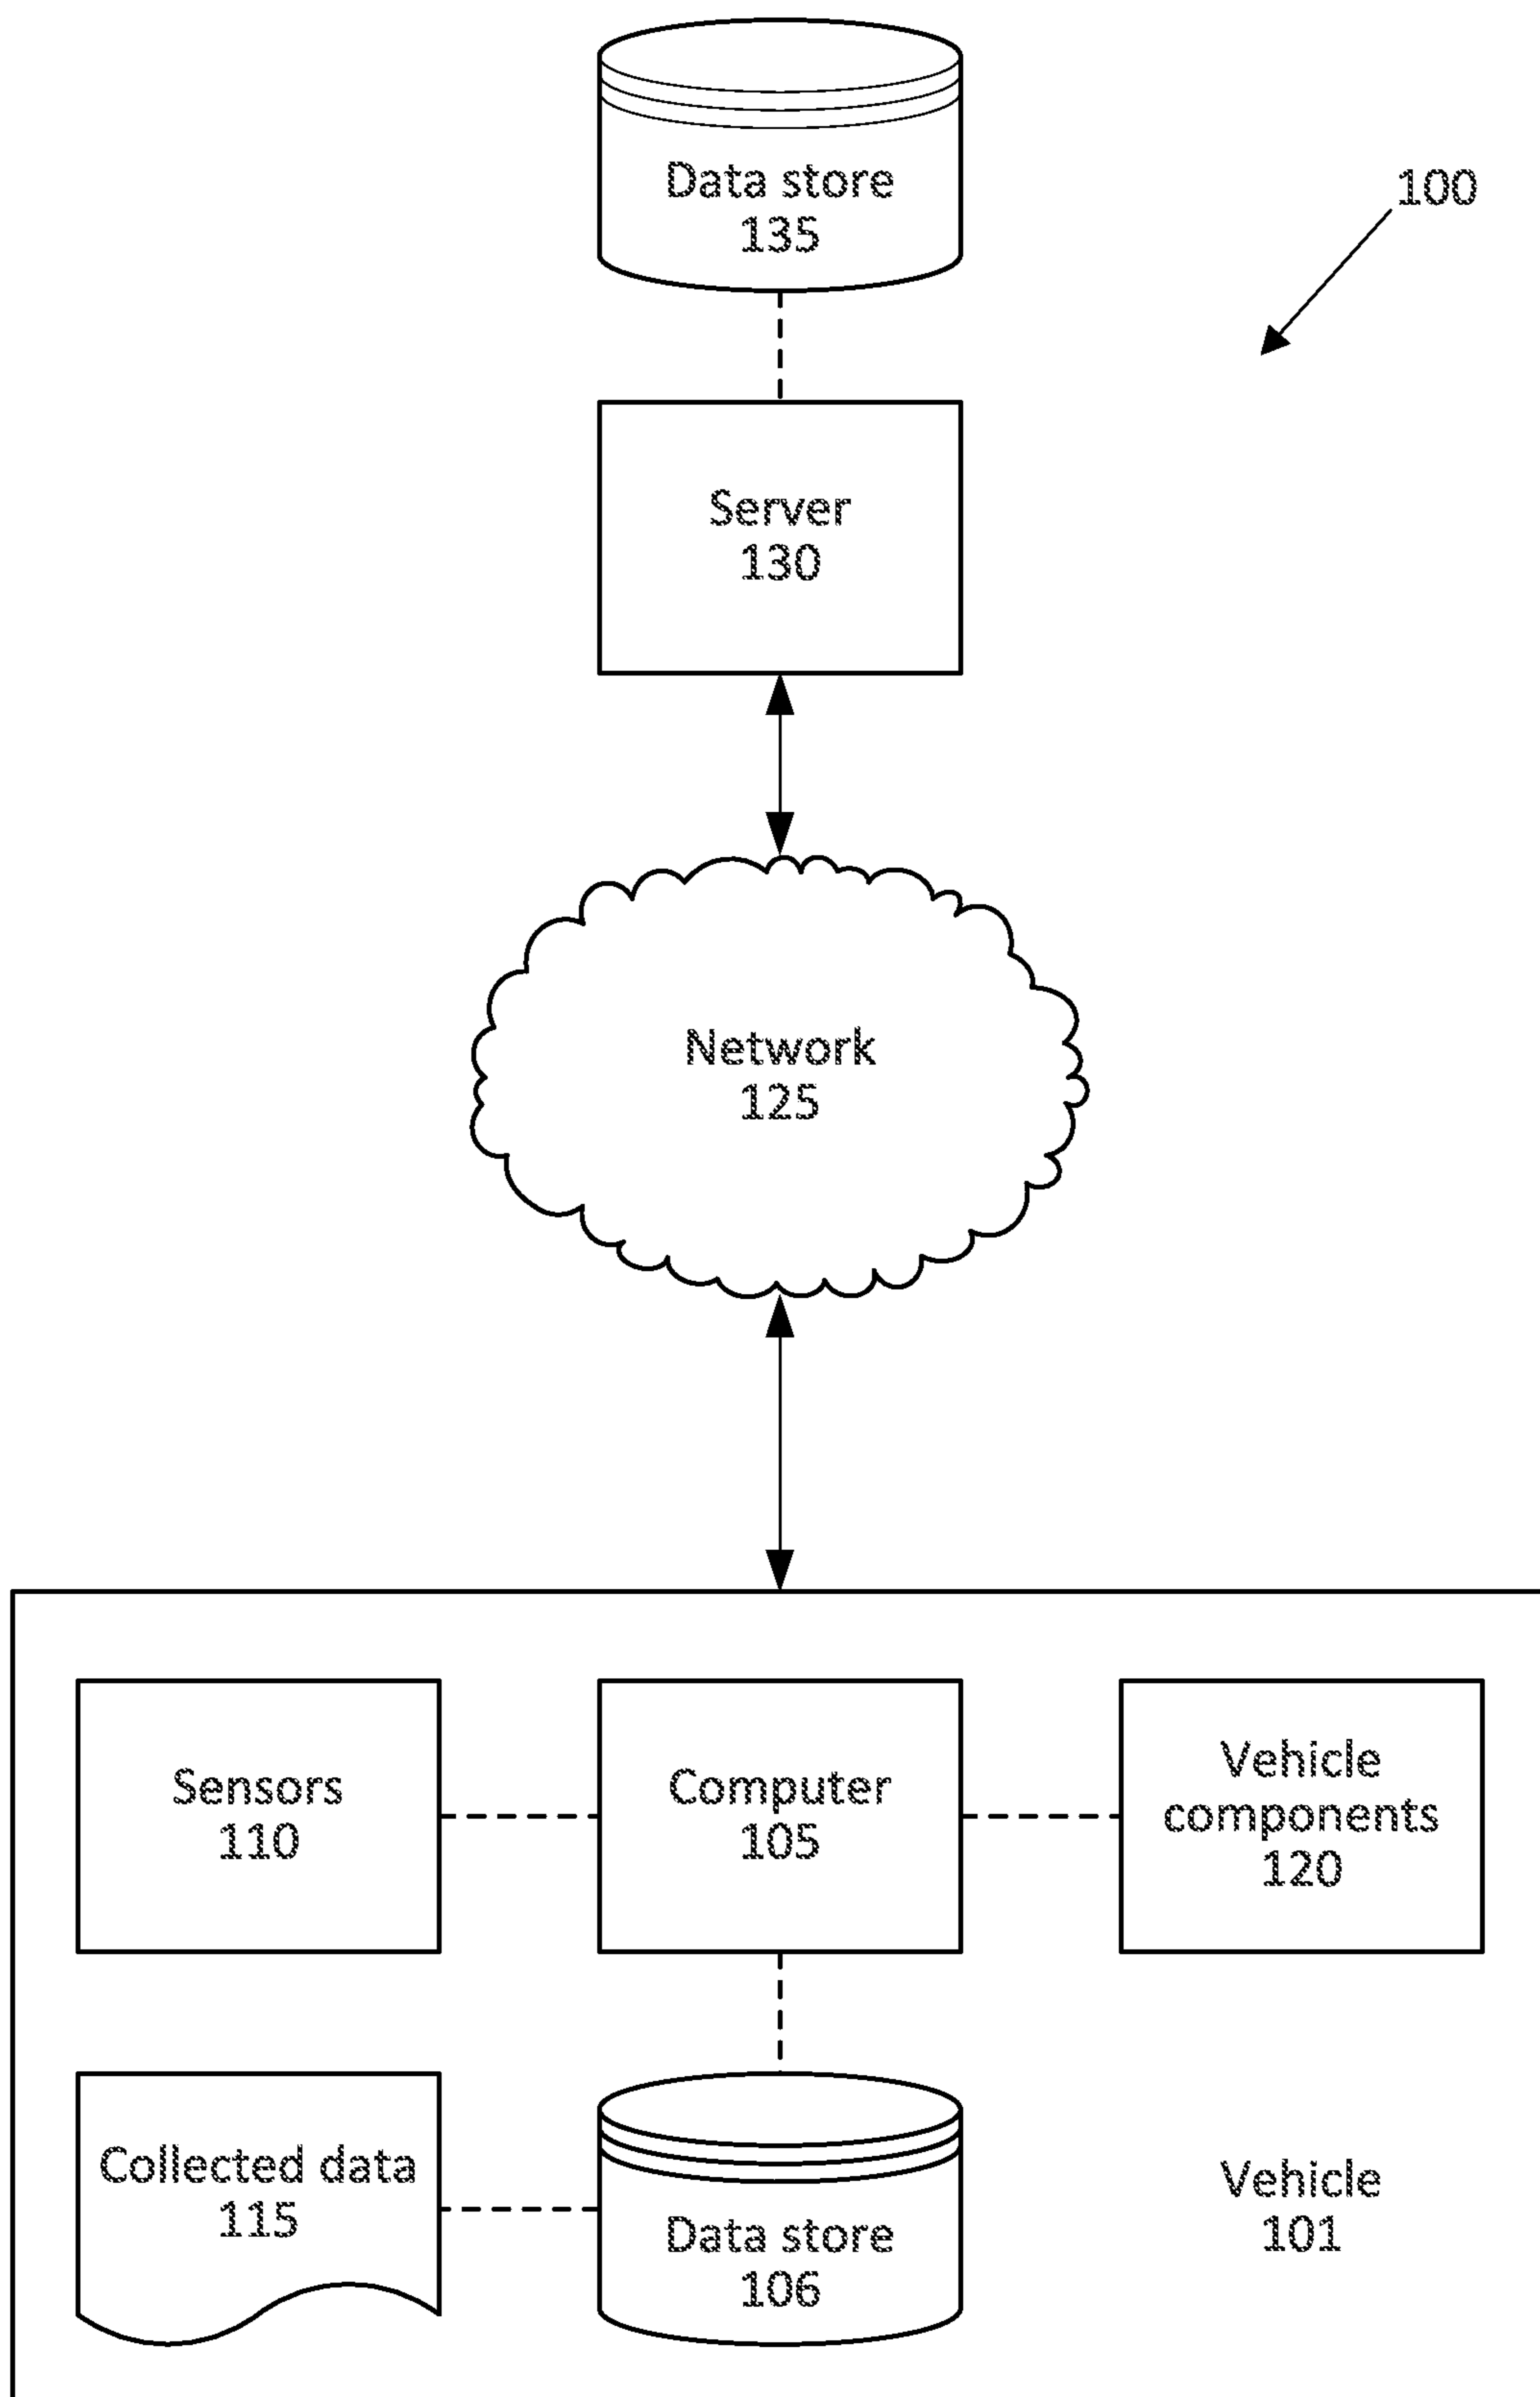 Data store
135
100
Server
130
Network
125
Sensors
110
Computer
105
Vehicle
components
120
Collected data
115
Data store
106
Vehicle
101